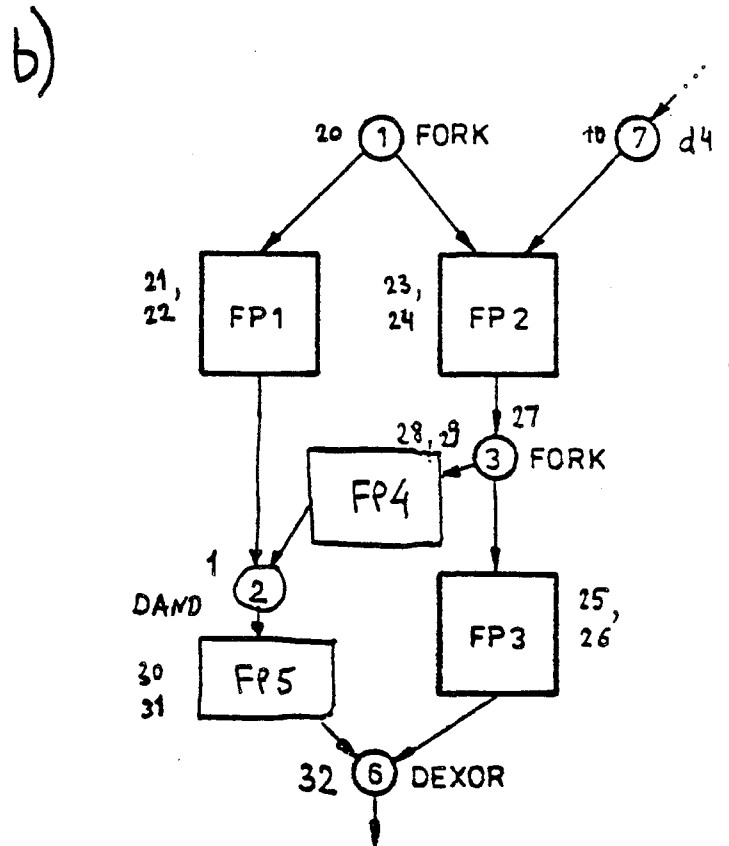 b)
20 1 FORK
10 7 d4
21,
22 FP1
23,
24 FP2
27
28, 29
3 FORK
FP4
1
2
DAND
25,
26 FP3
30
31 FP5
32 6 DEXOR